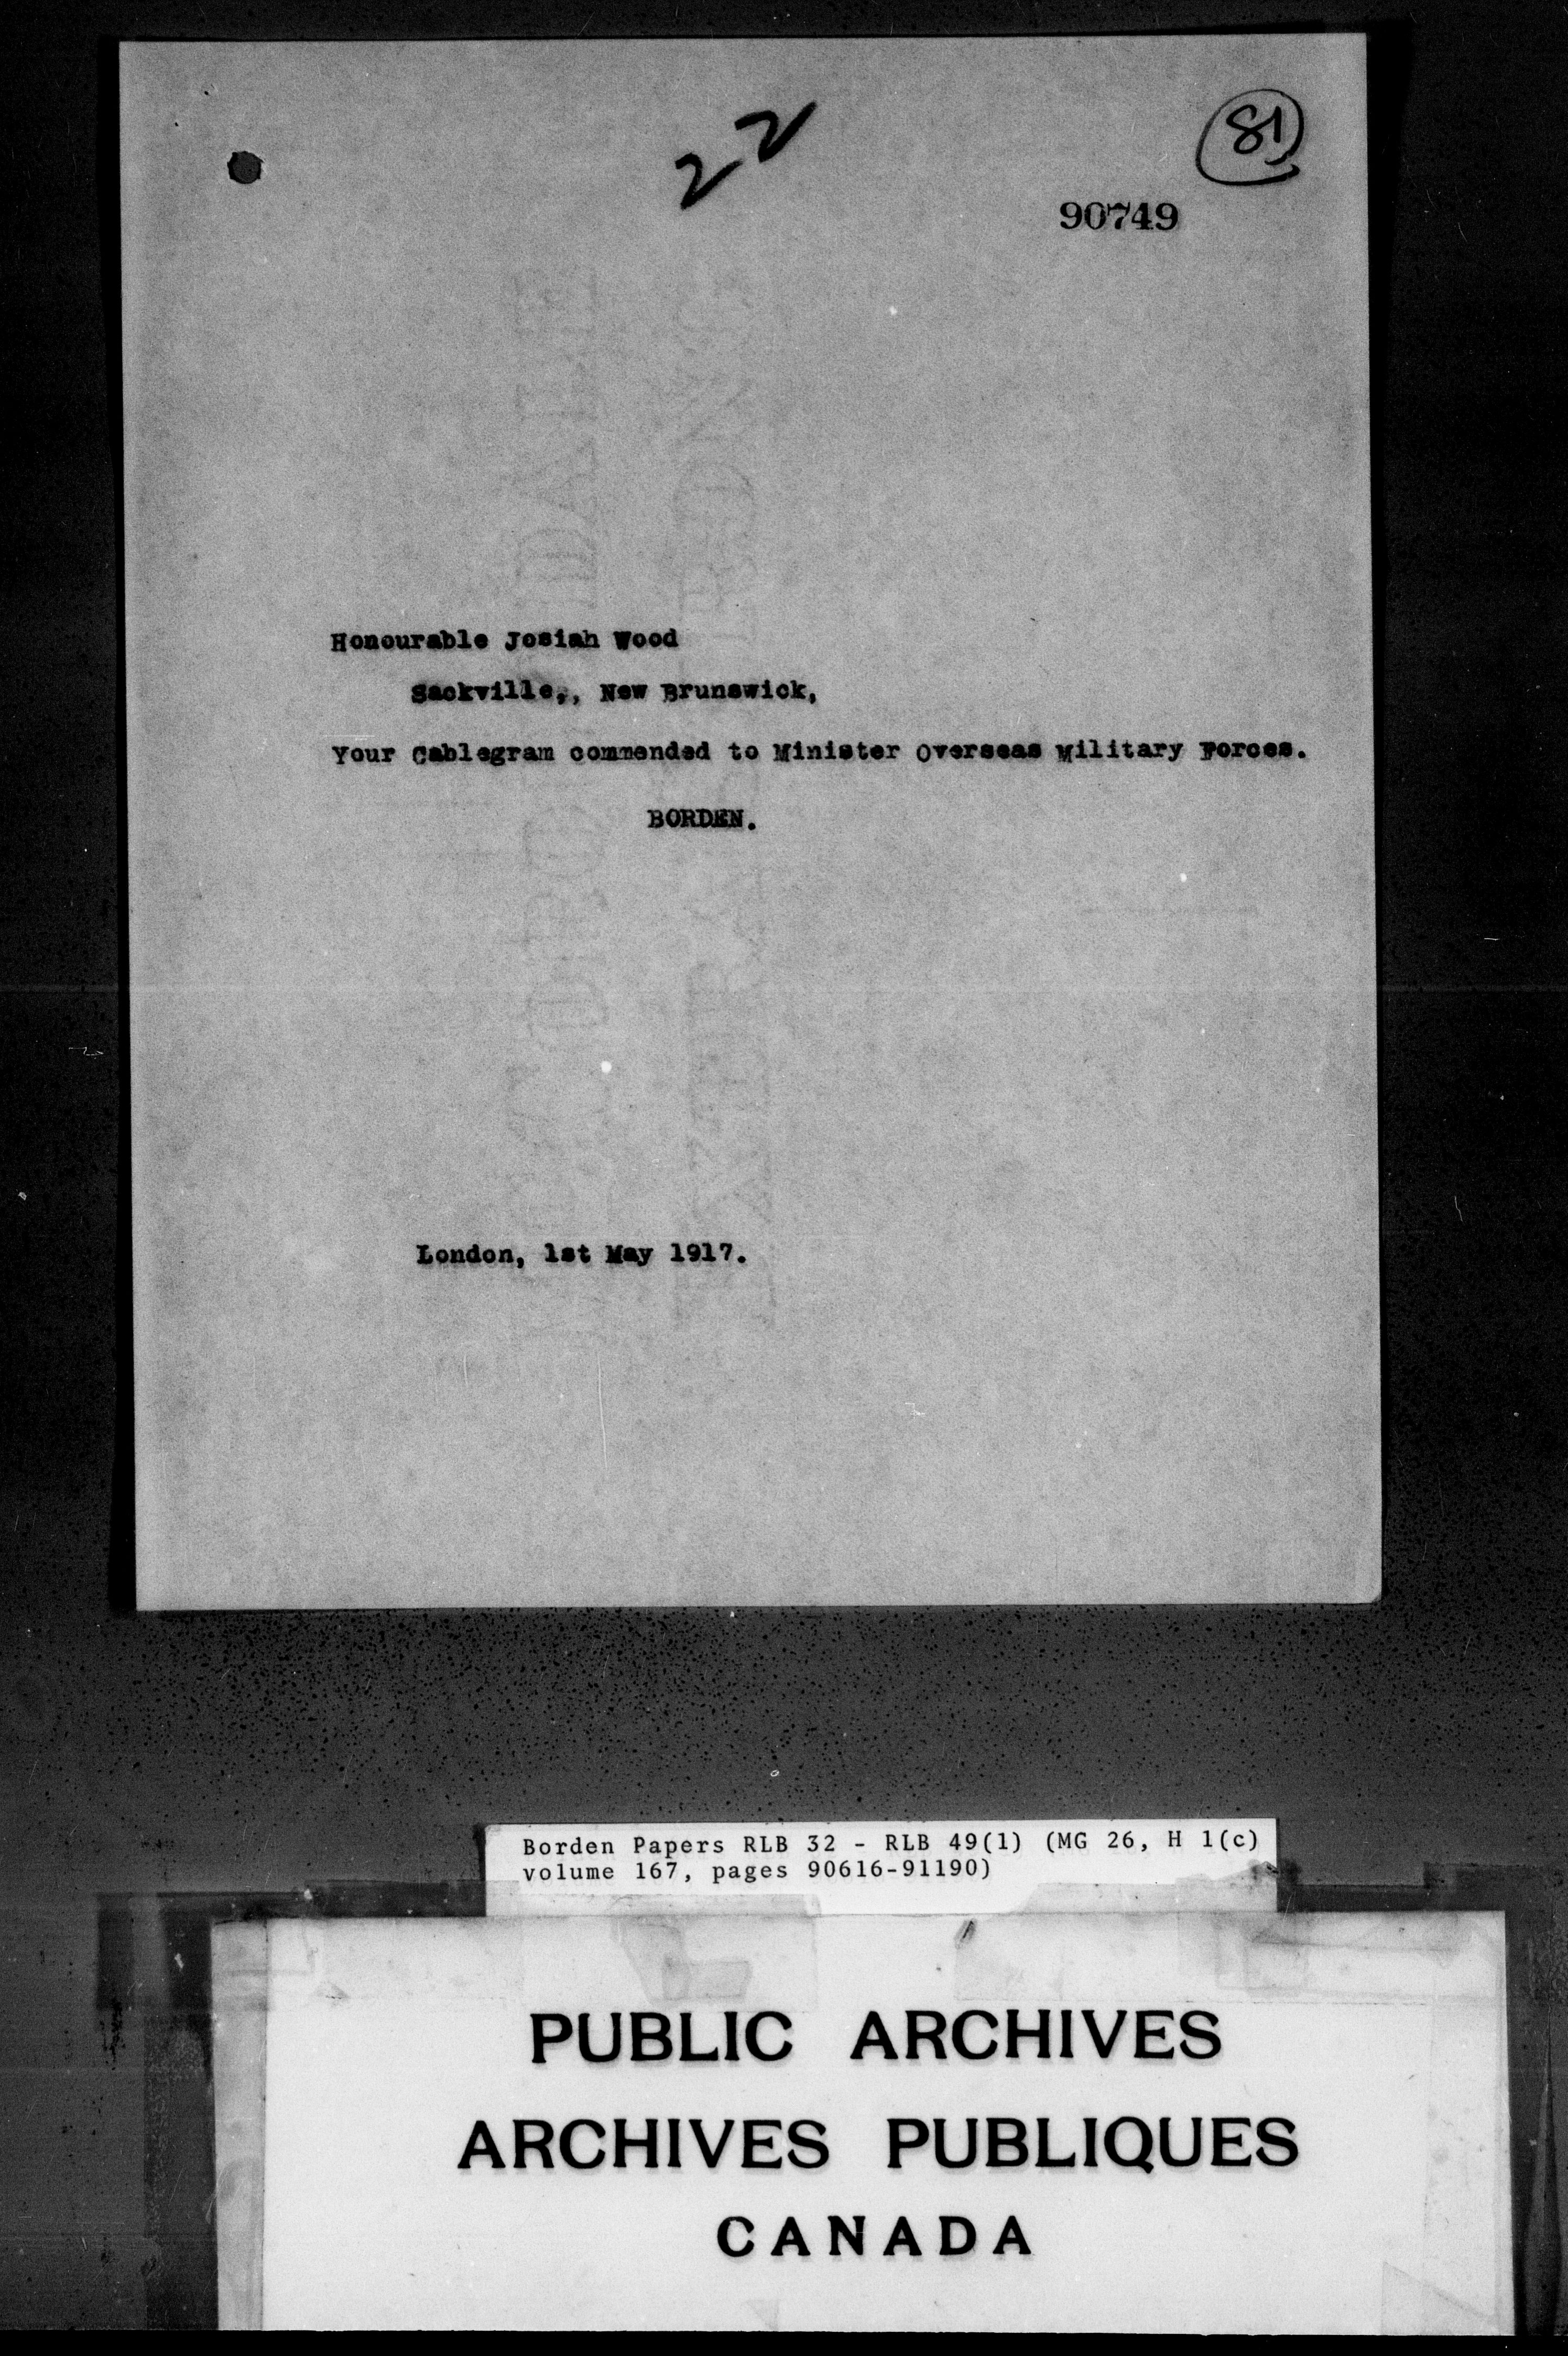 22
81
90749
Honourable Josiah Wood
Sackville,, New Brunswick,
Your Cablegram commended to Minister Overseas Military Forces.
BORDEN.
London, 1st May 1917.
Borden Papers RLB 32 - RLB 49(1) (MG 26, H 1(c)
volume 167, pages 90616-91190)
PUBLIC ARCHIVES
ARCHIVES PUBLIQUES
CANADA